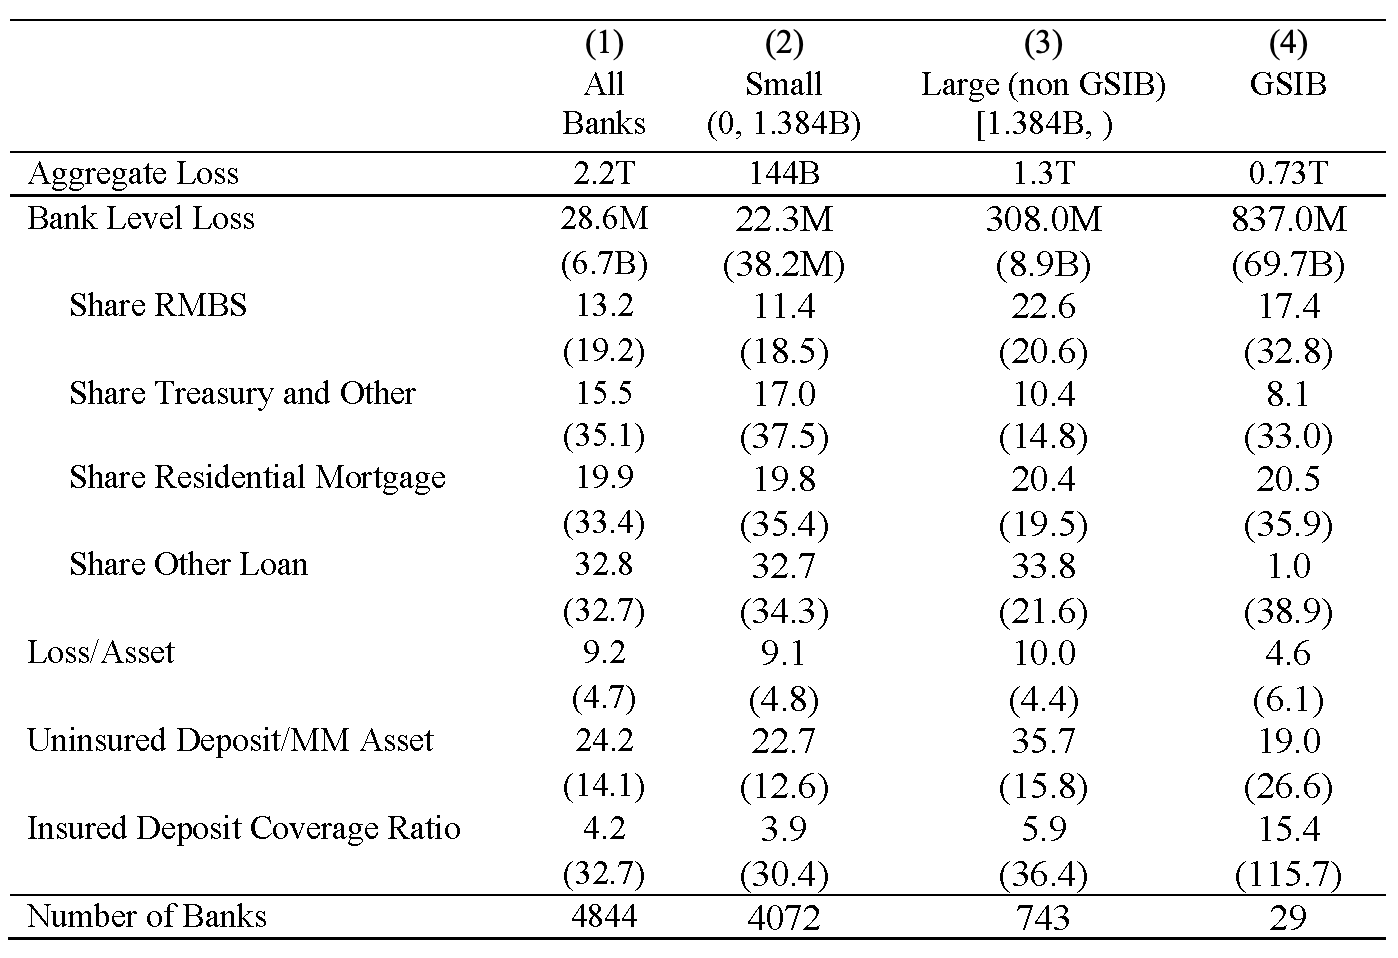 (1) (2) (3) (4)
All Small Large (non GSIB) GSIB
Banks (0, 1.384B) [1.384B, )
Aggregate Loss 2.2T 144B 1.3T 0.73T
Bank Level Loss 28.6M 22.3M 308.0M 837.0M
(6.7B) (38.2M) (8.9B) (69.7B)
Share RMBS 13.2 11.4 22.6 17.4
(19.2) (18.5) (20.6) (32.8)
Share Treasury and Other 15.5 17.0 10.4 8.1
(35.1) (37.5) (14.8) (33.0)
Share Residential Mortgage 19.9 19.8 20.4 20.5
(33.4) (35.4) (19.5) (35.9)
Share Other Loan 32.8 32.7 33.8 1.0
(32.7) (34.3) (21.6) (38.9)
Loss/Asset 9.2 9.1 10.0 4.6
(4.7) (4.8) (4.4) (6.1)
Uninsured Deposit/MM Asset 24.2 22.7 35.7 19.0
(14.1) (12.6) (15.8) (26.6)
Insured Deposit Coverage Ratio 4.2 3.9 5.9 15.4
(32.7) (30.4) (36.4) (115.7)
Number of Banks 4844 4072 743 29